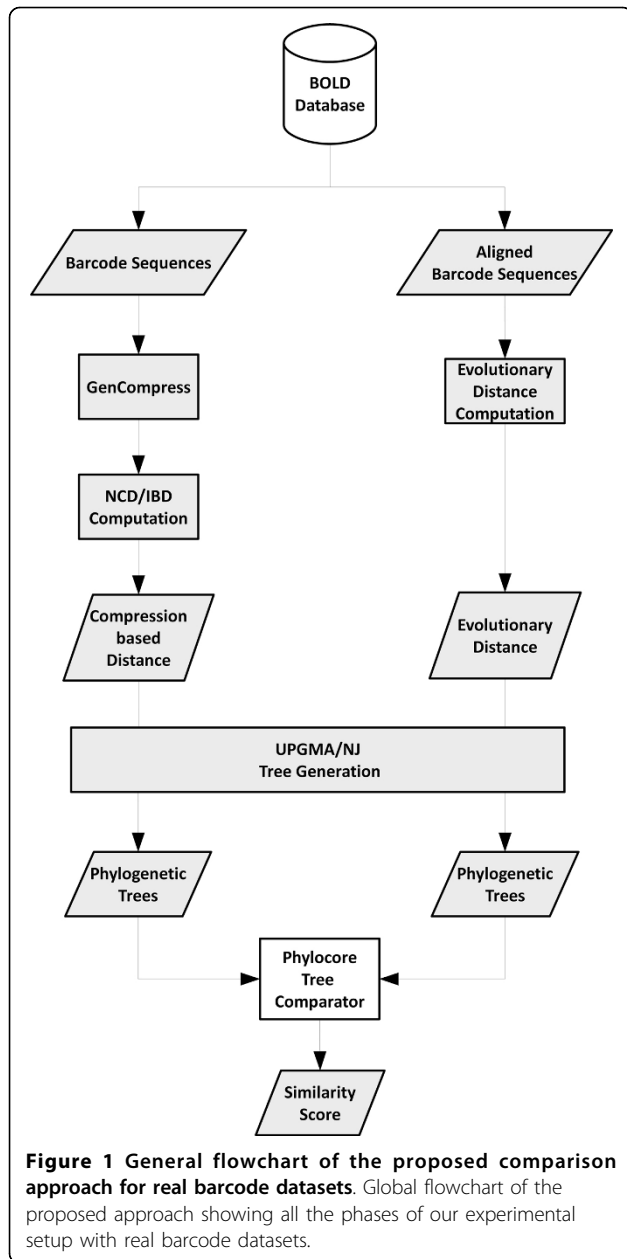 BOLD
Database
Barcode Sequences
Aligned
Barcode Sequences
GenCompress
Evolutionary
Distance
Computation
NCD/IBD
Computation
Compression
based
Distance
Evolutionary
Distance
UPGMA/NJ
Tree Generation
Phylogenetic
Trees
Phylogenetic
Trees
Phylocore
Tree
Comparator
Similarity
Score
Figure 1 General flowchart of the proposed comparison
approach for real barcode datasets. Global flowchart of the
proposed approach showing all the phases of our experimental
setup with real barcode datasets.